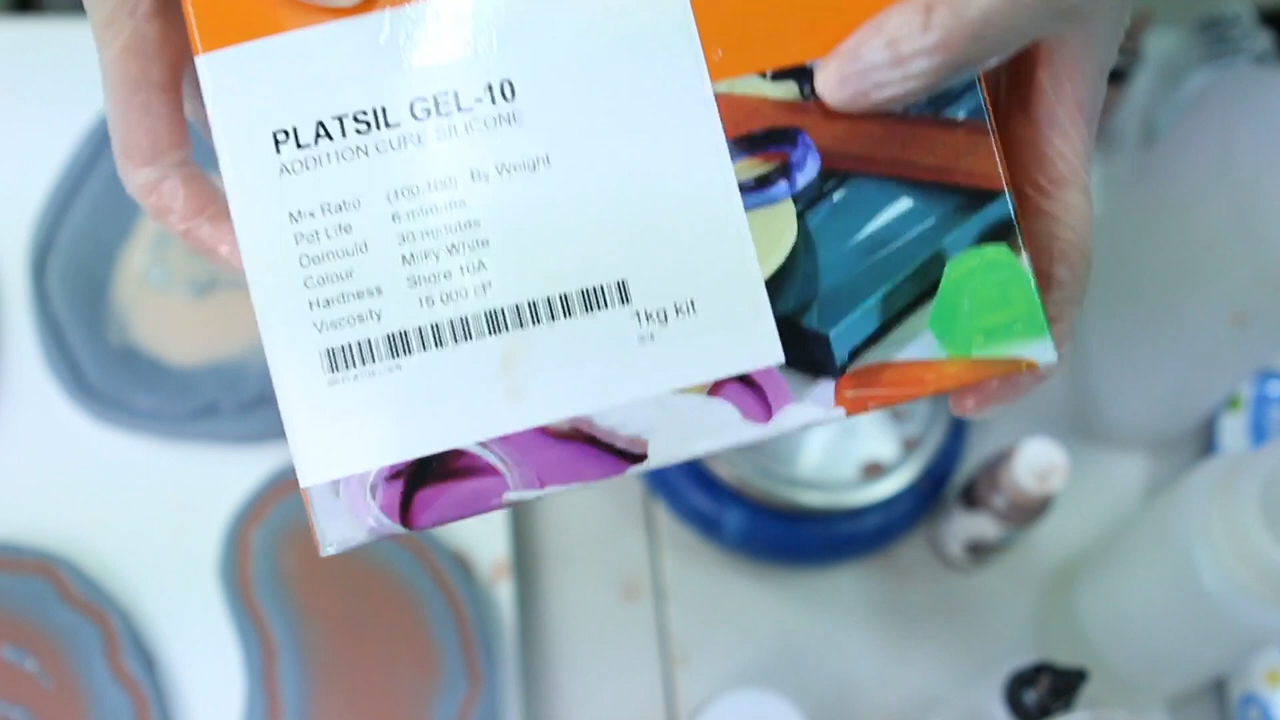 PLATSIL GEL-10
ADDITION CURE SILICONE
Mix Ratio (100:100) By Weight
Pot Life 6 minutes
Demould 30 minutes
Colour Milky White
Hardness Shore 10A
Viscosity 15 000 cP
1kg kit